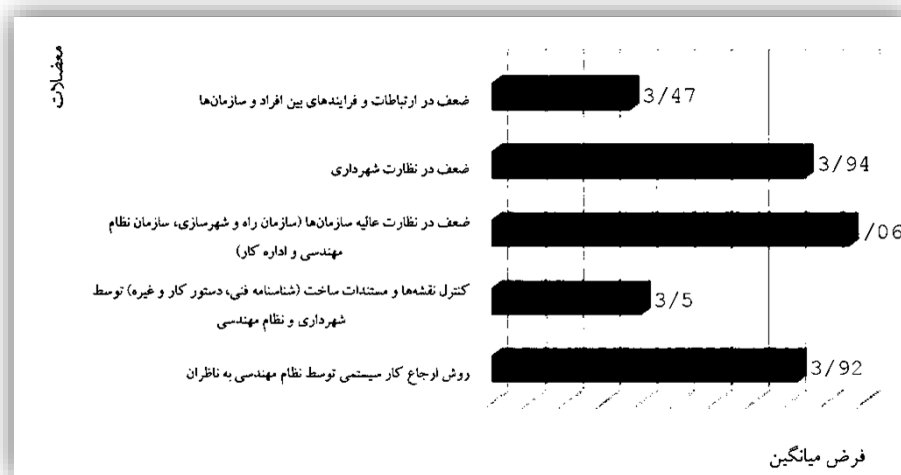 معضلات
ضعف در ارتباطات و فرایندهای بین افراد و سازمان‌ها
3/47
ضعف در نظارت شهرداری
3/94
ضعف در نظارت عالیه سازمان‌ها (سازمان راه و شهرسازی، سازمان نظام
مهندسی و اداره کار)
/06
کنترل نقشه‌ها و مستندات ساخت (شناسنامه فنی، دستور کار و غیره) توسط
شهرداری و نظام مهندسی
3/5
روش ارجاع کار سیستمی توسط نظام مهندسی به ناظران
3/92
فرض میانگین